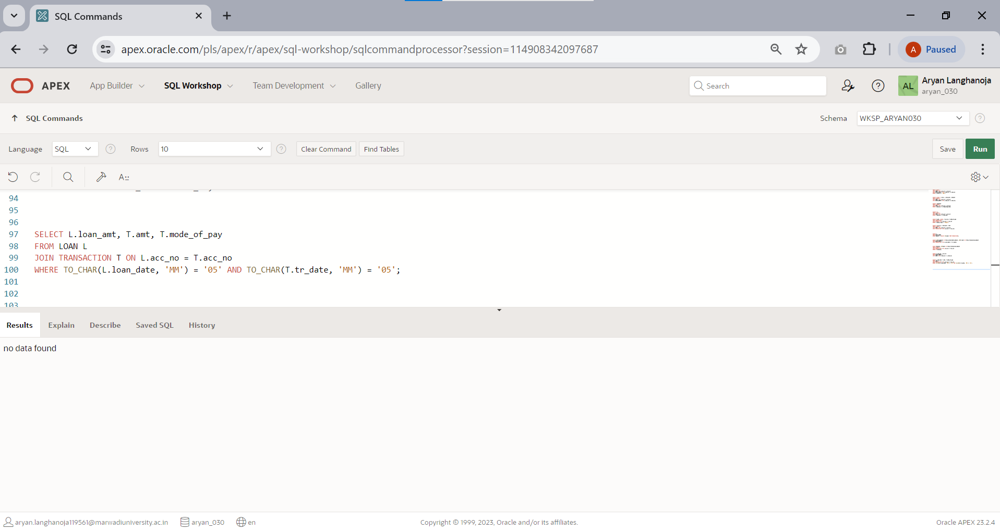 SQL Commands
apex.oracle.com/pls/apex/r/apex/sql-workshop/sqlcommandprocessor?session=114908342097687
A Paused
APEX App Builder SQL Workshop Team Development Gallery Search AL Aryan Langhanoja
aryan_030
SQL Commands Schema WKSP_ARYAN030
Language SQL Rows 10 Clear Command Find Tables Save Run
94
95
96
97 SELECT L.loan_amt, T.amt, T.mode_of_pay
98 FROM LOAN L
99 JOIN TRANSACTION T ON L.acc_no = T.acc_no
100 WHERE TO_CHAR(L.loan_date, 'MM') = '05' AND TO_CHAR(T.tr_date, 'MM') = '05';
101
102
103
Results Explain Describe Saved SQL History
no data found
aryan.langhanoja119561@marwadiuniversity.ac.in aryan_030 en Copyright © 1999, 2023, Oracle and/or its affiliates. Oracle APEX 23.2.4